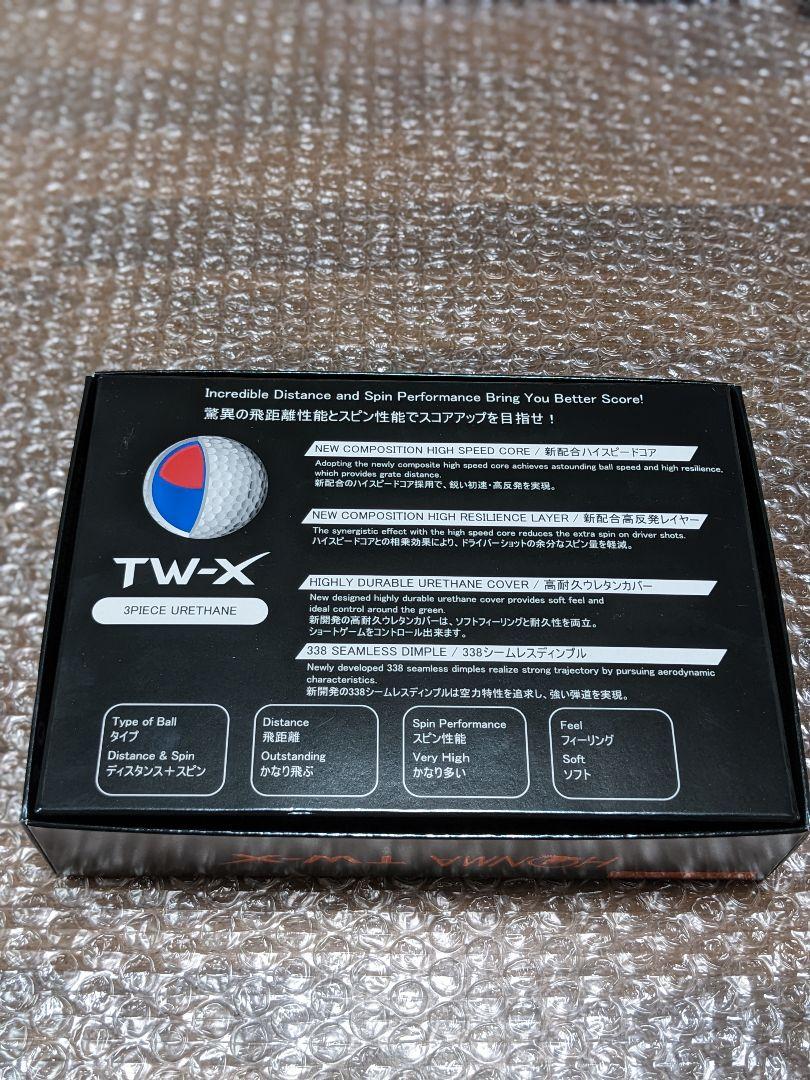 Incredible Distance and Spin Performance Bring You Better Score!
驚異の飛距離性能とスピン性能でスコアアップを目指せ！
NEW COMPOSITION HIGH SPEED CORE / 新配合ハイスピードコア
Adopting the newly composite high speed core achieves astounding ball speed and high resilience,
which provides grate distance.
新配合のハイスピードコア採用で、鋭い初速・高反発を実現。
NEW COMPOSITION HIGH RESILIENCE LAYER / 新配合高反発レイヤー
The synergistic effect with the high speed core reduces the extra spin on driver shots.
ハイスピードコアとの相乗効果により、ドライバーショットの余分なスピン量を軽減。
TW-X
3PIECE URETHANE
HIGHLY DURABLE URETHANE COVER / 高耐久ウレタンカバー
New designed highly durable urethane cover provides soft feel and
ideal control around the green.
新開発の高耐久ウレタンカバーは、ソフトフィーリングと耐久性を両立。
ショートゲームをコントロール出来ます。
338 SEAMLESS DIMPLE / 338シームレスディンプル
Newly developed 338 seamless dimples realize strong trajectory by pursuing aerodynamic
characteristics.
新開発の338シームレスディンプルは空力特性を追求し、強い弾道を実現。
Type of Ball
タイプ
Distance & Spin
ディスタンス＋スピン
Distance
飛距離
Outstanding
かなり飛ぶ
Spin Performance
スピン性能
Very High
かなり多い
Feel
フィーリング
Soft
ソフト
HONMA TW-X